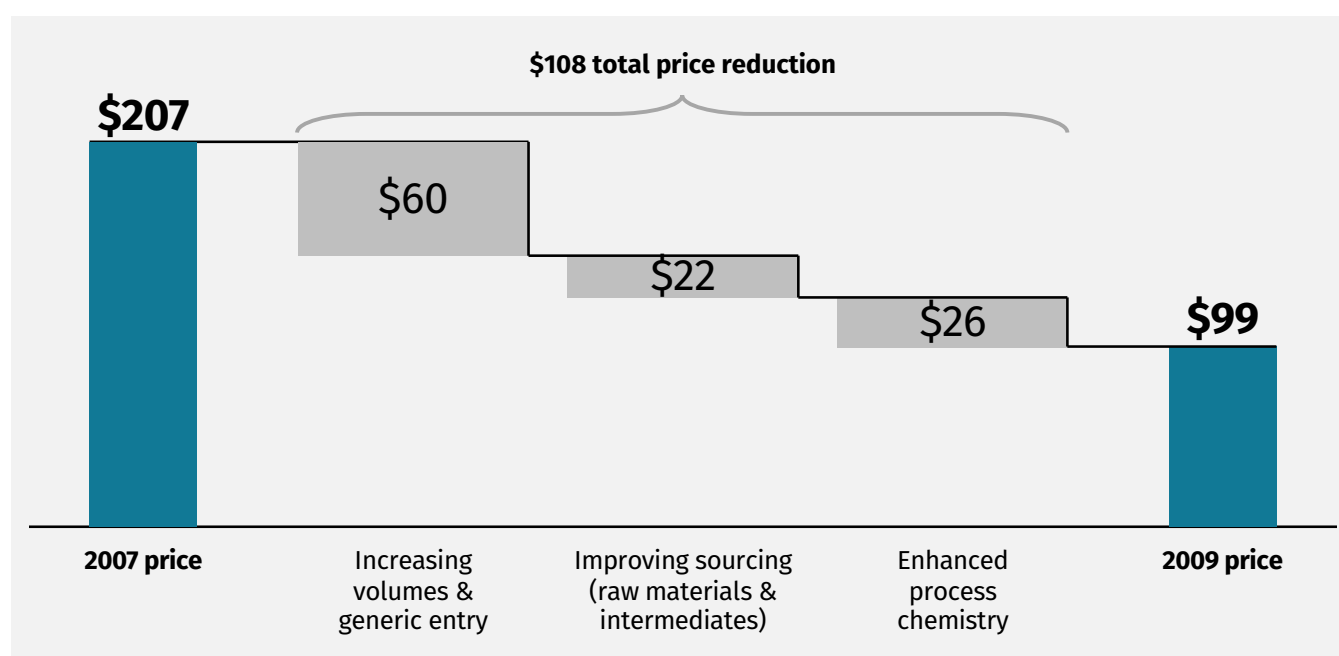 $108 total price reduction
$207
$60
$22
$26
$99
2007 price
Increasing
volumes &
generic entry
Improving sourcing
(raw materials &
intermediates)
Enhanced
process
chemistry
2009 price